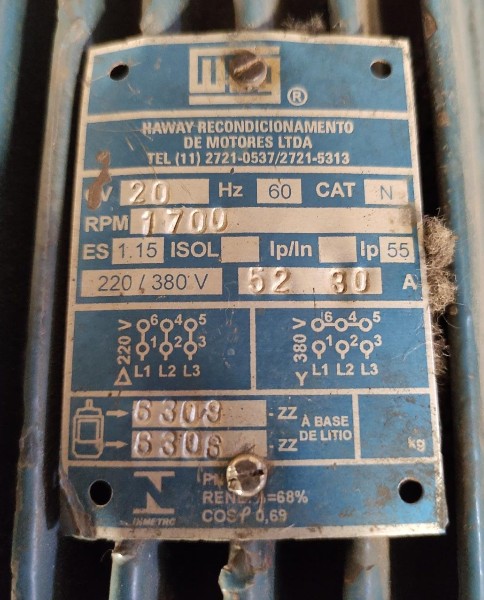 WEG ®
HAWAY RECONDICIONAMENTO
DE MOTORES LTDA
TEL (11) 2721-0537/2721-5313
V 20 Hz 60 CAT N
RPM 1700
ES 1.15 ISOL Ip/In Ip 55
220 / 380 V 52 30 A
Δ 220 V 6 4 5
1 2 3
L1 L2 L3
Y 380 V 6 4 5
1 2 3
L1 L2 L3
6309 -ZZ À BASE
6308 -ZZ DE LITIO
kg
=68%
COS 0,69
INMETRO